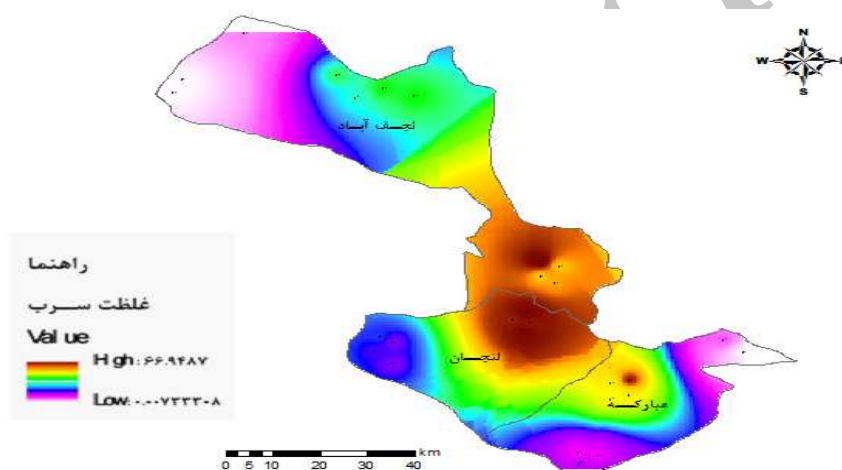 N
W
S
نجف آباد
راهنما
غلظت سرب
Value
High:۶۶.۹۴۸۷
لنجان
Low:۰.۰۰۷۳۳۳۰۸
مبارکه
km
0 5 10 20 30 40